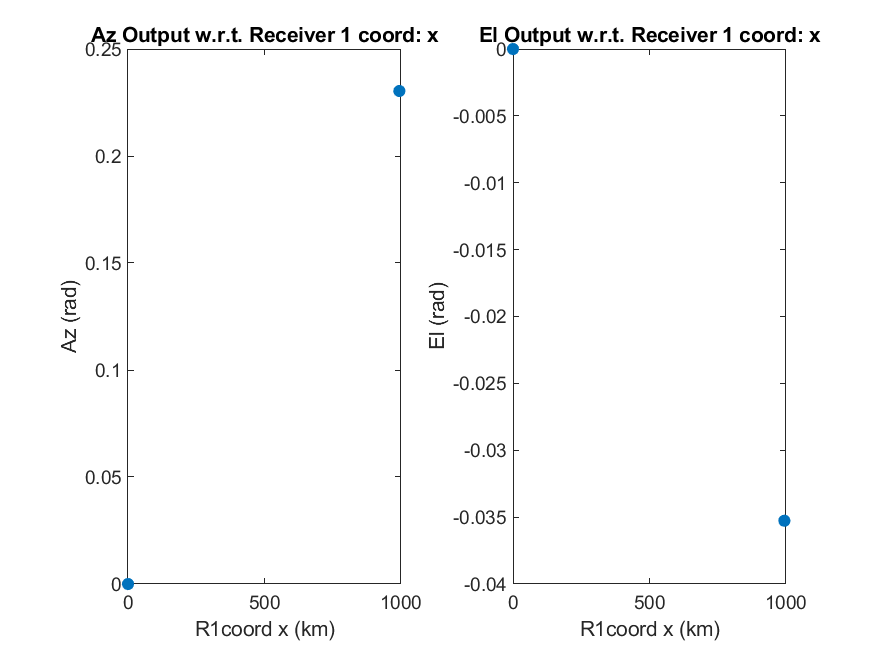 Az Output w.r.t. Receiver 1 coord: x
0.25
0.2
0.15
0.1
0.05
0
Az (rad)
0 500 1000
R1coord x (km)
El Output w.r.t. Receiver 1 coord: x
0
-0.005
-0.01
-0.015
-0.02
-0.025
-0.03
-0.035
-0.04
El (rad)
0 500 1000
R1coord x (km)